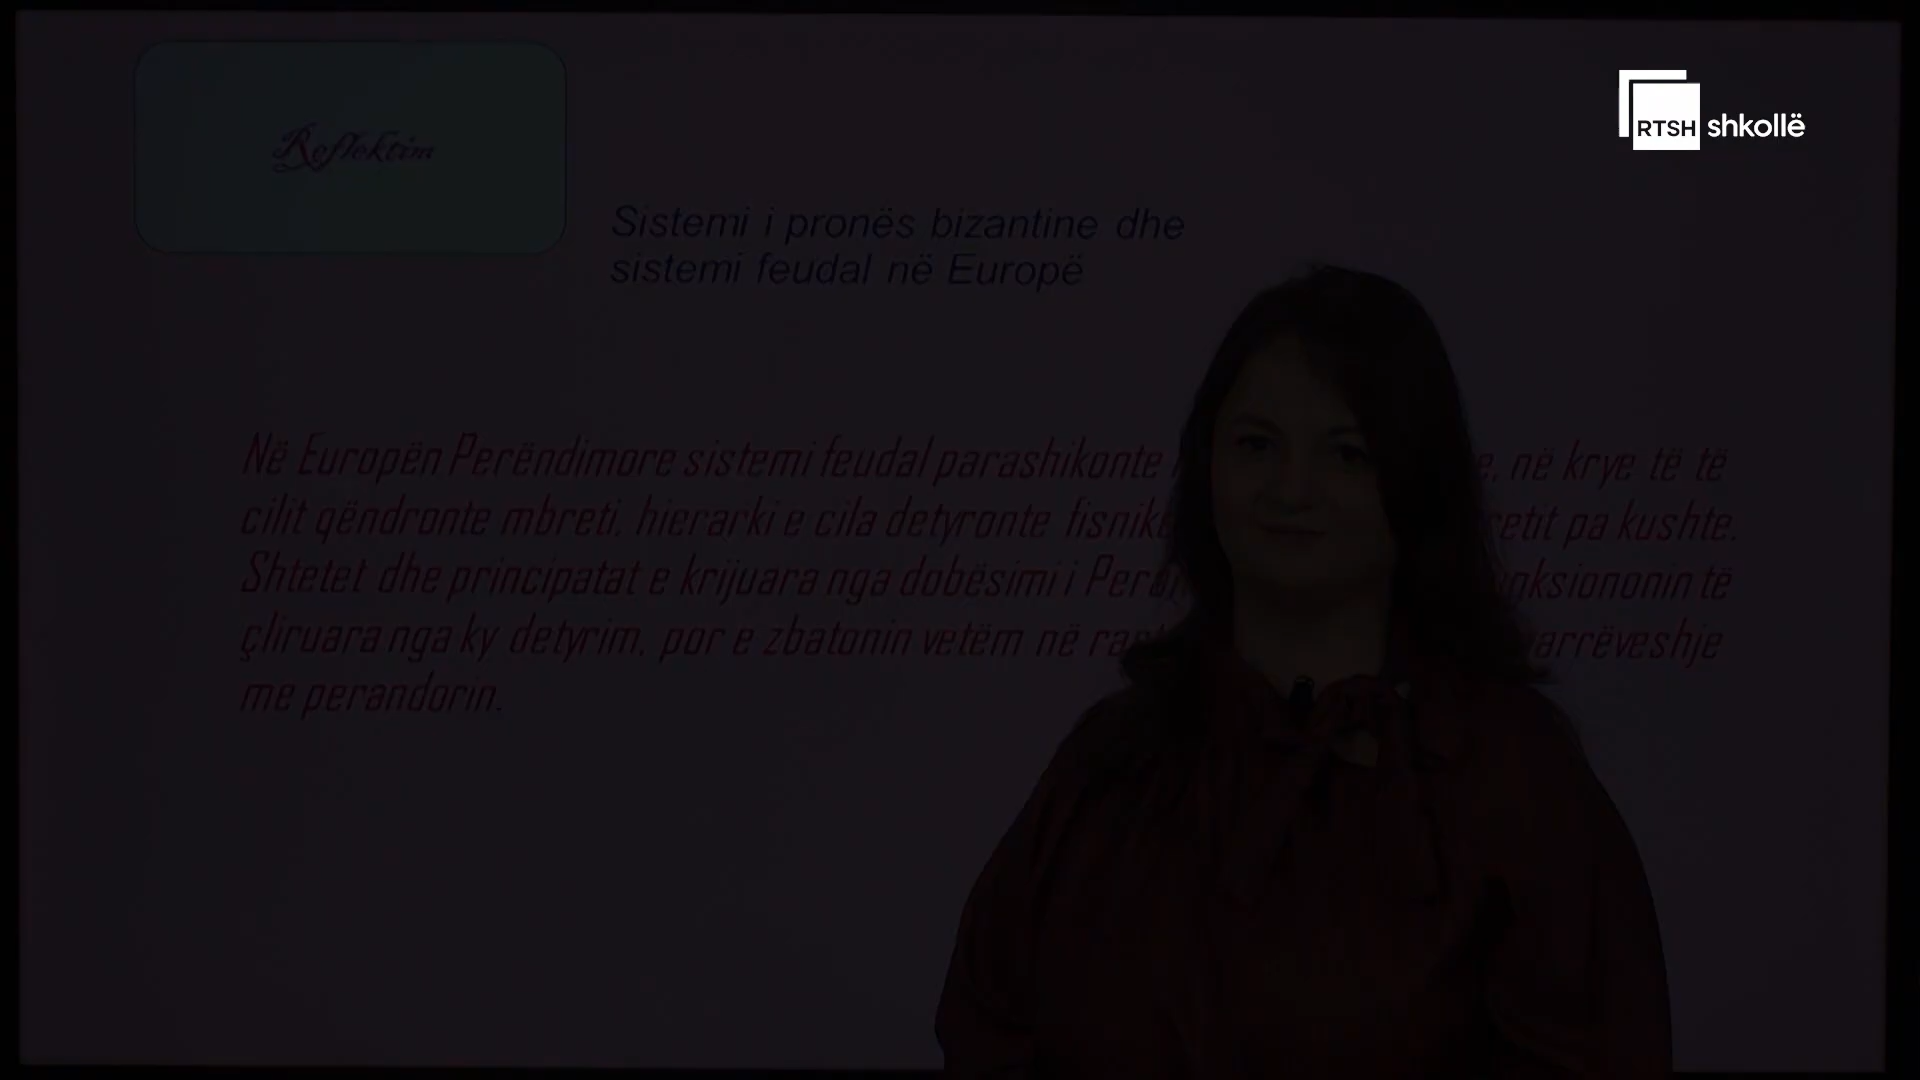 Reflektim
RTSH shkollë
Sistemi i pronës bizantine dhe
sistemi feudal në Europë
Në Europën Perëndimore sistemi feudal parashikonte në krye të të
cilit qëndronte mbreti, hierarki e cila detyronte pa kushte.
Shtetet dhe principatat e krijuara nga dobësimi i të
çliruara nga ky detyrim, por e zbatonin vetëm në
me perandorin.